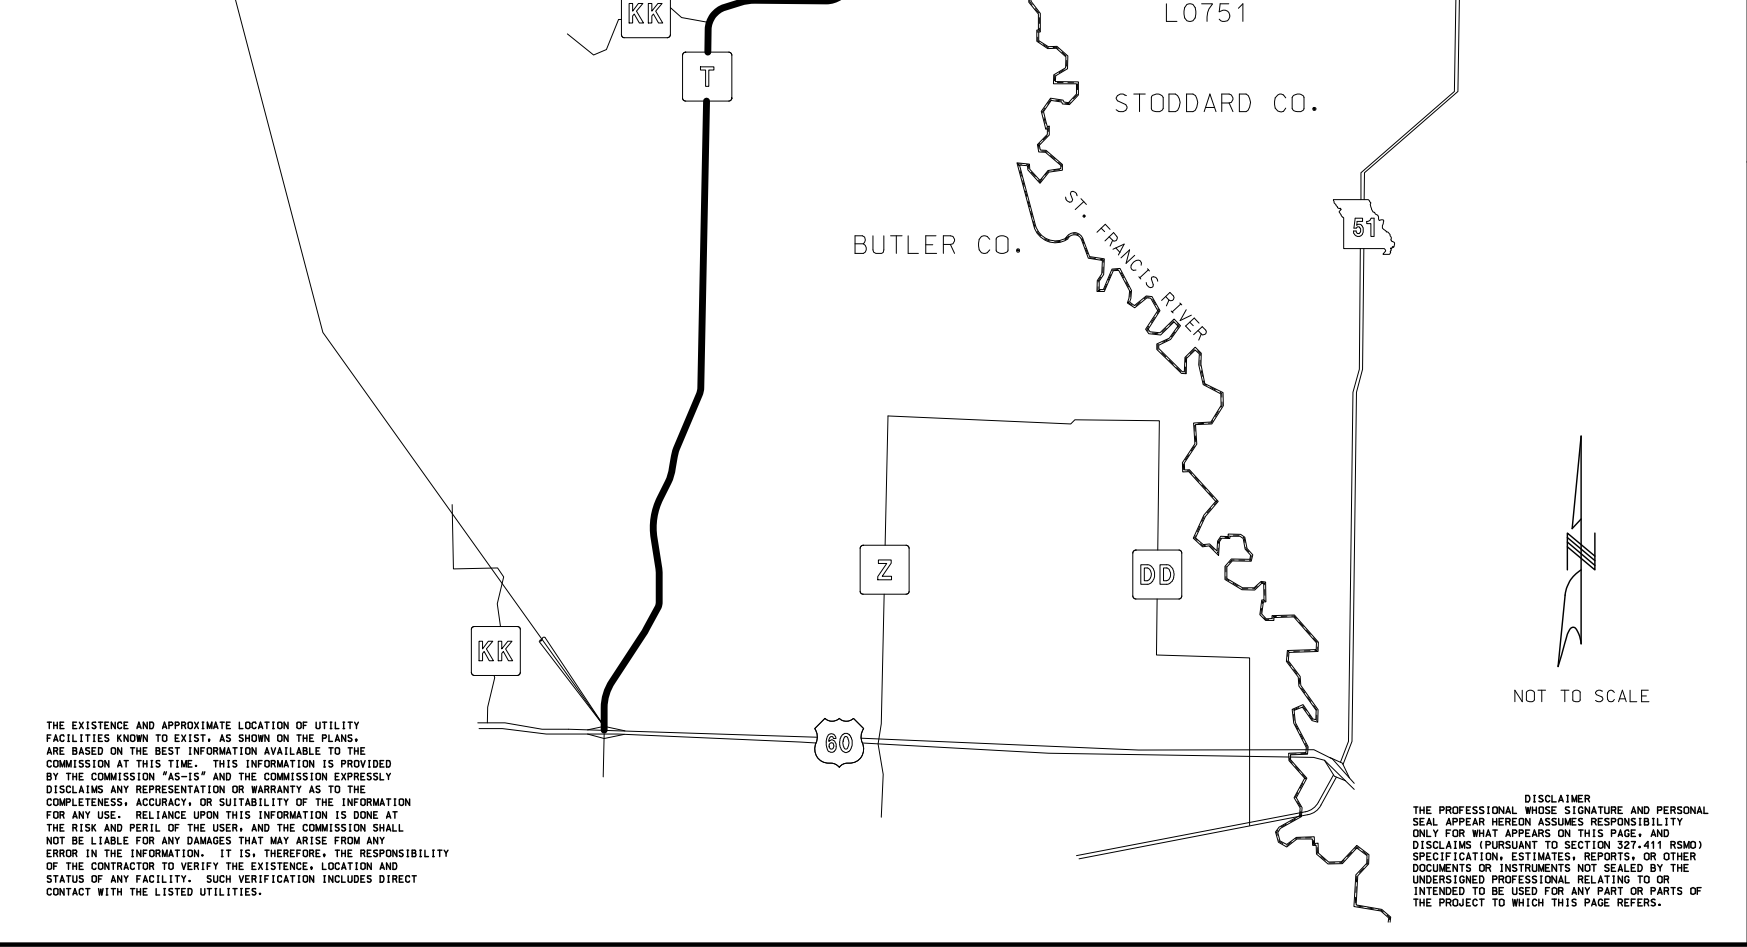 KK
L0751
T
STODDARD CO.
51
ST. FRANCIS RIVER
BUTLER CO.
Z
DD
KK
NOT TO SCALE
60
THE EXISTENCE AND APPROXIMATE LOCATION OF UTILITY
FACILITIES KNOWN TO EXIST, AS SHOWN ON THE PLANS,
ARE BASED ON THE BEST INFORMATION AVAILABLE TO THE
COMMISSION AT THIS TIME. THIS INFORMATION IS PROVIDED
BY THE COMMISSION "AS-IS" AND THE COMMISSION EXPRESSLY
DISCLAIMS ANY REPRESENTATION OR WARRANTY AS TO THE
COMPLETENESS, ACCURACY, OR SUITABILITY OF THE INFORMATION
FOR ANY USE. RELIANCE UPON THIS INFORMATION IS DONE AT
THE RISK AND PERIL OF THE USER, AND THE COMMISSION SHALL
NOT BE LIABLE FOR ANY DAMAGES THAT MAY ARISE FROM ANY
ERROR IN THE INFORMATION. IT IS, THEREFORE, THE RESPONSIBILITY
OF THE CONTRACTOR TO VERIFY THE EXISTENCE, LOCATION AND
STATUS OF ANY FACILITY. SUCH VERIFICATION INCLUDES DIRECT
CONTACT WITH THE LISTED UTILITIES.
DISCLAIMER
THE PROFESSIONAL WHOSE SIGNATURE AND PERSONAL
SEAL APPEAR HEREON ASSUMES RESPONSIBILITY
ONLY FOR WHAT APPEARS ON THIS PAGE, AND
DISCLAIMS (PURSUANT TO SECTION 327.411 RSMO)
SPECIFICATION, ESTIMATES, REPORTS, OR OTHER
DOCUMENTS OR INSTRUMENTS NOT SEALED BY THE
UNDERSIGNED PROFESSIONAL RELATING TO OR
INTENDED TO BE USED FOR ANY PART OR PARTS OF
THE PROJECT TO WHICH THIS PAGE REFERS.